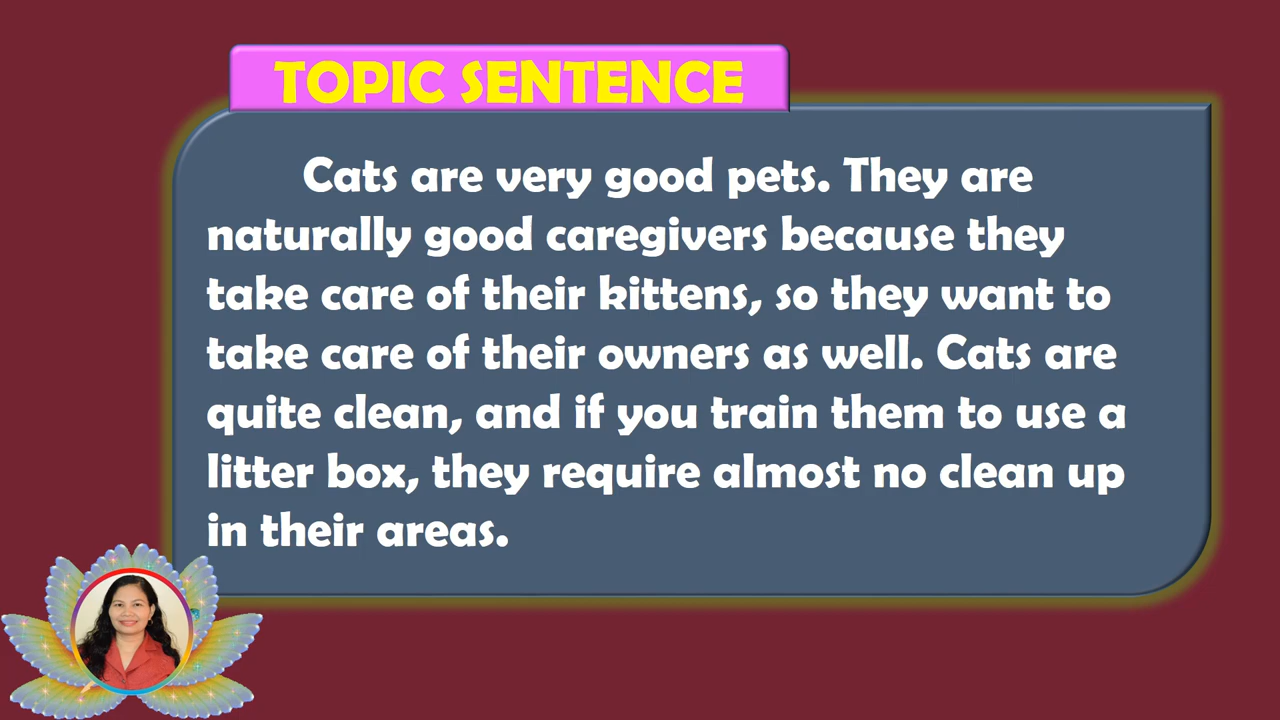 TOPIC SENTENCE
Cats are very good pets. They are
naturally good caregivers because they
take care of their kittens, so they want to
take care of their owners as well. Cats are
quite clean, and if you train them to use a
litter box, they require almost no clean up
in their areas.